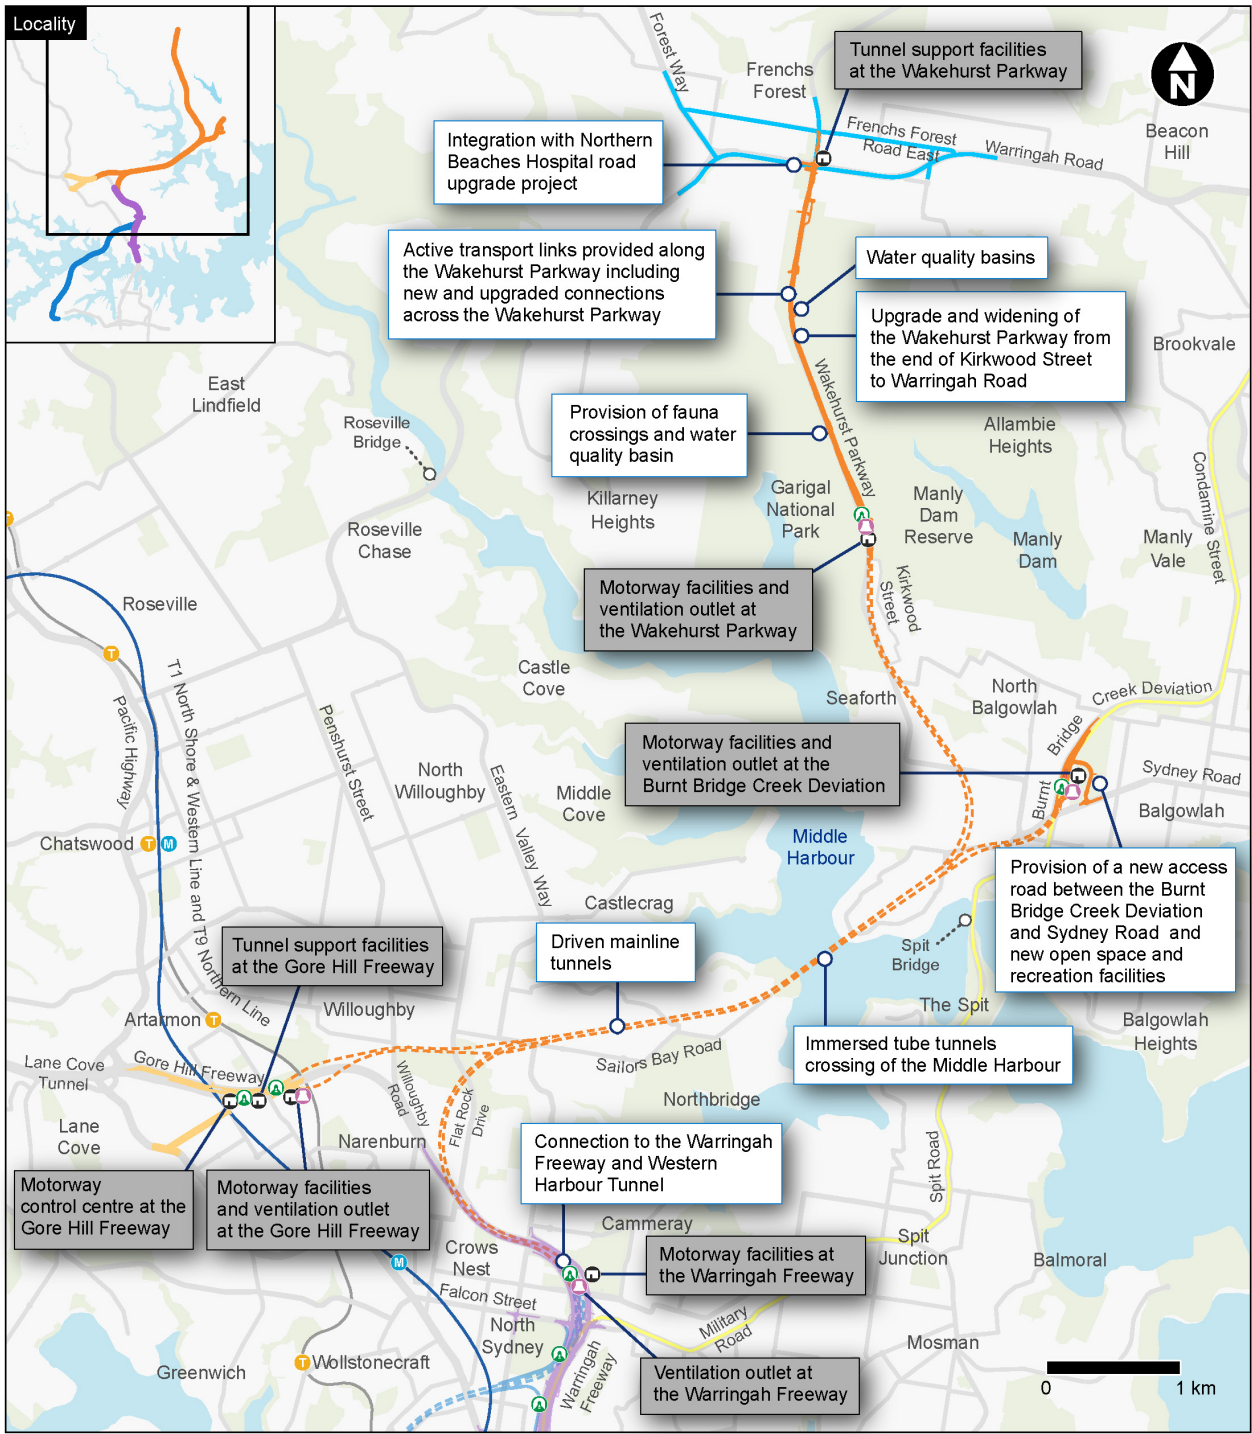 Locality
N
Forest Way
Frenchs
Forest
Tunnel support facilities
at the Wakehurst Parkway
Beacon
Hill
Frenchs Forest
Road East
Warringah Road
Integration with Northern
Beaches Hospital road
upgrade project
Active transport links provided along
the Wakehurst Parkway including
new and upgraded connections
across the Wakehurst Parkway
Water quality basins
Upgrade and widening of
the Wakehurst Parkway from
the end of Kirkwood Street
to Warringah Road
Brookvale
East
Lindfield
Roseville
Bridge
Provision of fauna
crossings and water
quality basin
Wakehurst Parkway
Allambie
Heights
Condamine Street
Killarney
Heights
Garigal
National
Park
Manly
Dam
Reserve
Manly
Dam
Manly
Vale
Roseville
Chase
Motorway facilities and
ventilation outlet at
the Wakehurst Parkway
Kirkwood
Street
Roseville
T
T1 North Shore & Western Line and T9 Northern Line
Pacific Highway
Penshurst Street
Castle
Cove
Seaforth
North
Balgowlah
Burnt Bridge Creek Deviation
Motorway facilities and
ventilation outlet at the
Burnt Bridge Creek Deviation
Sydney Road
Balgowlah
North
Willoughby
Eastern Valley Way
Middle
Cove
Middle
Harbour
Chatswood
T
M
Provision of a new access
road between the Burnt
Bridge Creek Deviation
and Sydney Road and
new open space and
recreation facilities
Castlecrag
Driven mainline
tunnels
Spit
Bridge
Tunnel support facilities
at the Gore Hill Freeway
Willoughby
The Spit
Balgowlah
Heights
Artarmon
T
Immersed tube tunnels
crossing of the Middle Harbour
Sailors Bay Road
Lane Cove
Tunnel
Gore Hill Freeway
Willoughby
Road
Flat Rock
Drive
Northbridge
Lane
Cove
Narenburn
Connection to the Warringah
Freeway and Western
Harbour Tunnel
Spit Road
Motorway
control centre at the
Gore Hill Freeway
Motorway facilities
and ventilation outlet
at the Gore Hill Freeway
Cammeray
Spit
Junction
Balmoral
Crows
Nest
M
Motorway facilities at
the Warringah Freeway
Falcon Street
North
Sydney
Military
Road
Mosman
Warringah
Freeway
Greenwich
T
Wollstonecraft
Ventilation outlet at
the Warringah Freeway
0
1 km